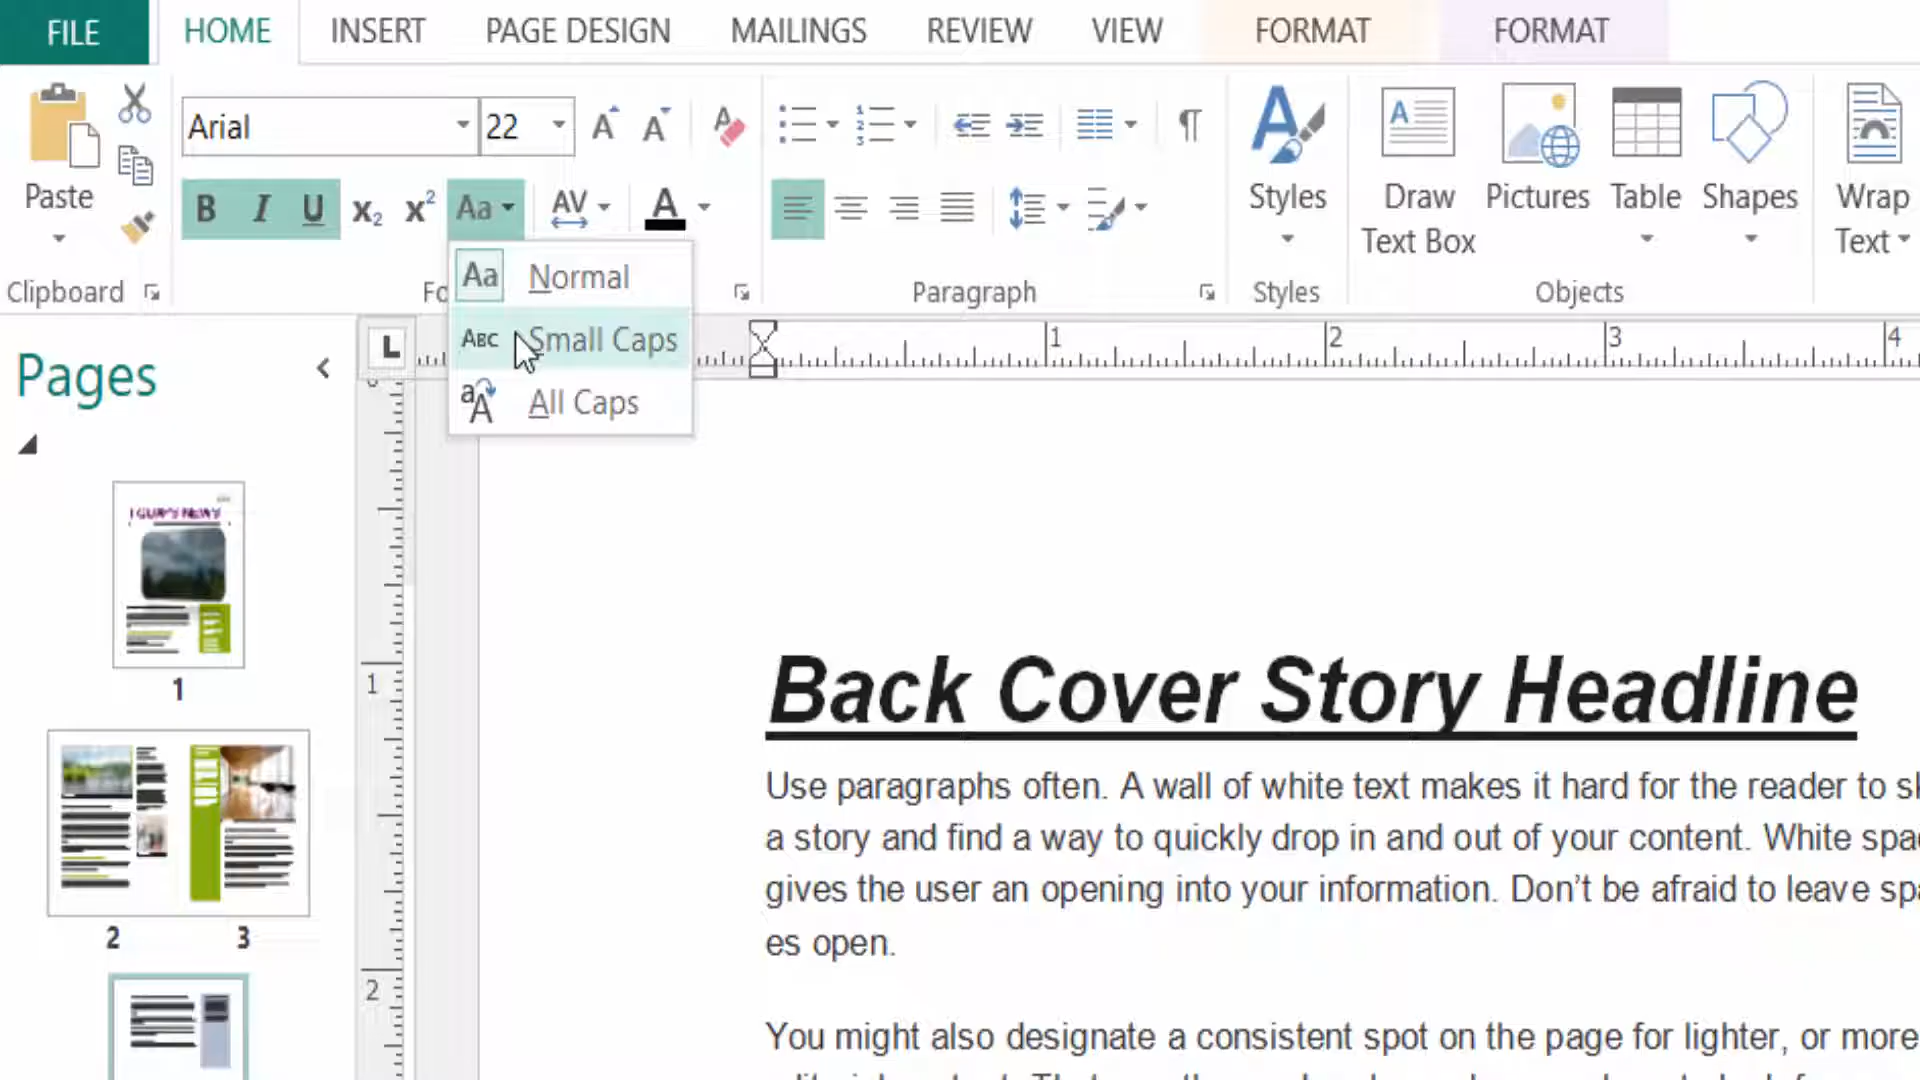 FILE HOME INSERT PAGE DESIGN MAILINGS REVIEW VIEW FORMAT FORMAT
Arial 22
Paste
B I U X₂ X² Aa AV A
Styles
Draw
Text Box
Pictures
Table
Shapes
Wrap
Text
Clipboard Paragraph Styles Objects
Aa Normal
ABC Small Caps
aA All Caps
L 1 2 3 4
Pages
1
2 3
1
2
Back Cover Story Headline
Use paragraphs often. A wall of white text makes it hard for the reader to
a story and find a way to quickly drop in and out of your content. White
gives the user an opening into your information. Don’t be afraid to leave
es open.
You might also designate a consistent spot on the page for lighter, or more